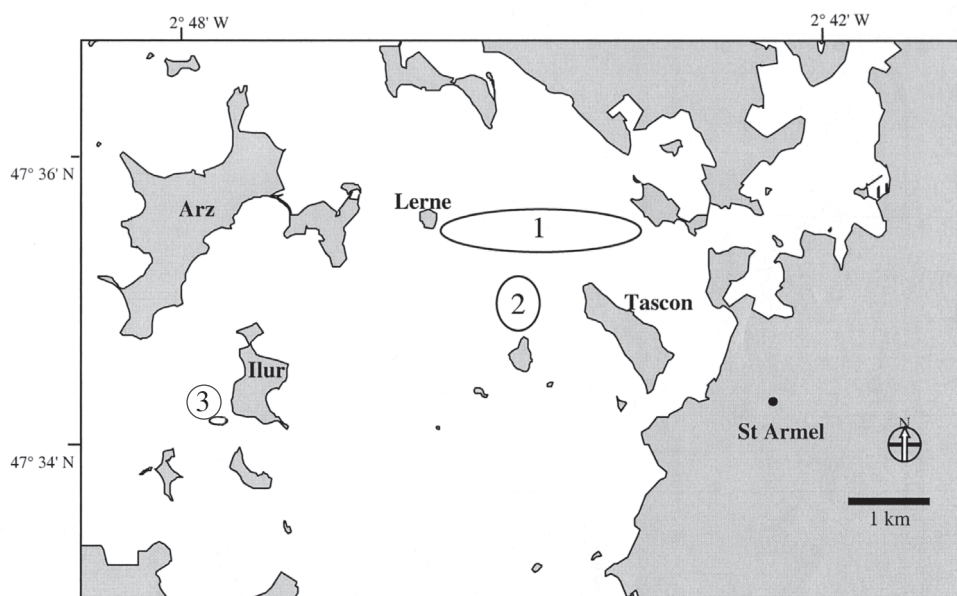 2° 48' W
2° 42' W
47° 36' N
Lerne
Arz
1
2
Tascon
Ilur
3
St Armel
N
47° 34' N
1 km